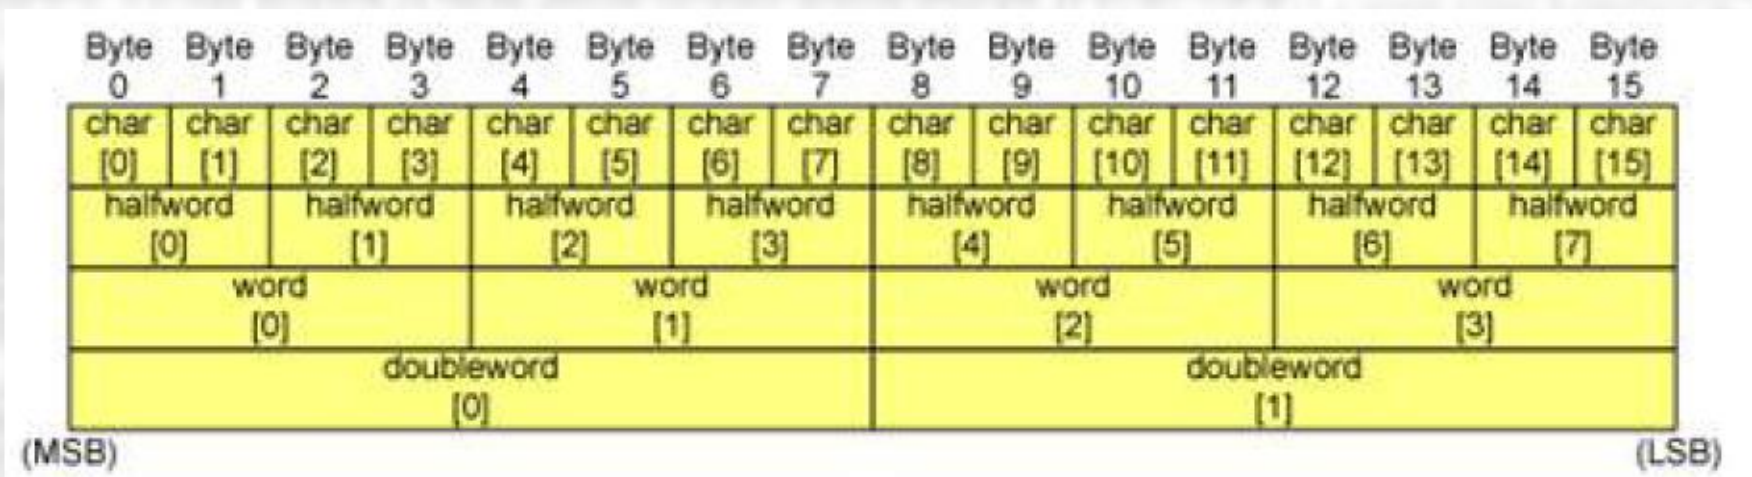 Byte Byte Byte Byte Byte Byte Byte Byte Byte Byte Byte Byte Byte Byte Byte Byte
0 1 2 3 4 5 6 7 8 9 10 11 12 13 14 15
char char char char char char char char char char char char char char char char
[0] [1] [2] [3] [4] [5] [6] [7] [8] [9] [10] [11] [12] [13] [14] [15]
halfword halfword halfword halfword halfword halfword halfword halfword
[0] [1] [2] [3] [4] [5] [6] [7]
word word word word
[0] [1] [2] [3]
doubleword doubleword
[0] [1]
(MSB) (LSB)